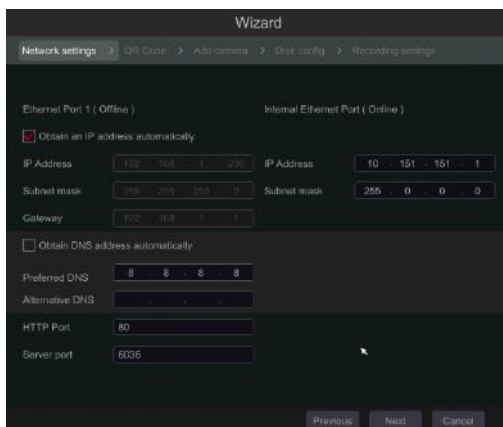 Wizard
Network settings > QR Code > Add camera > Disk config > Recording settings
Ethernet Port 1 ( Offline ) Internal Ethernet Port ( Online )
Obtain an IP address automatically
IP Address 192 . 168 . 1 . 200 IP Address 10 . 151 . 151 . 1
Subnet mask 255 . 255 . 255 . 0 Subnet mask 255 . 0 . 0 . 0
Gateway 192 . 168 . 1 . 1
Obtain DNS address automatically
Preferred DNS 8 . 8 . 8 . 8
Alternative DNS . . .
HTTP Port 80
Server port 6036
Previous Next Cancel